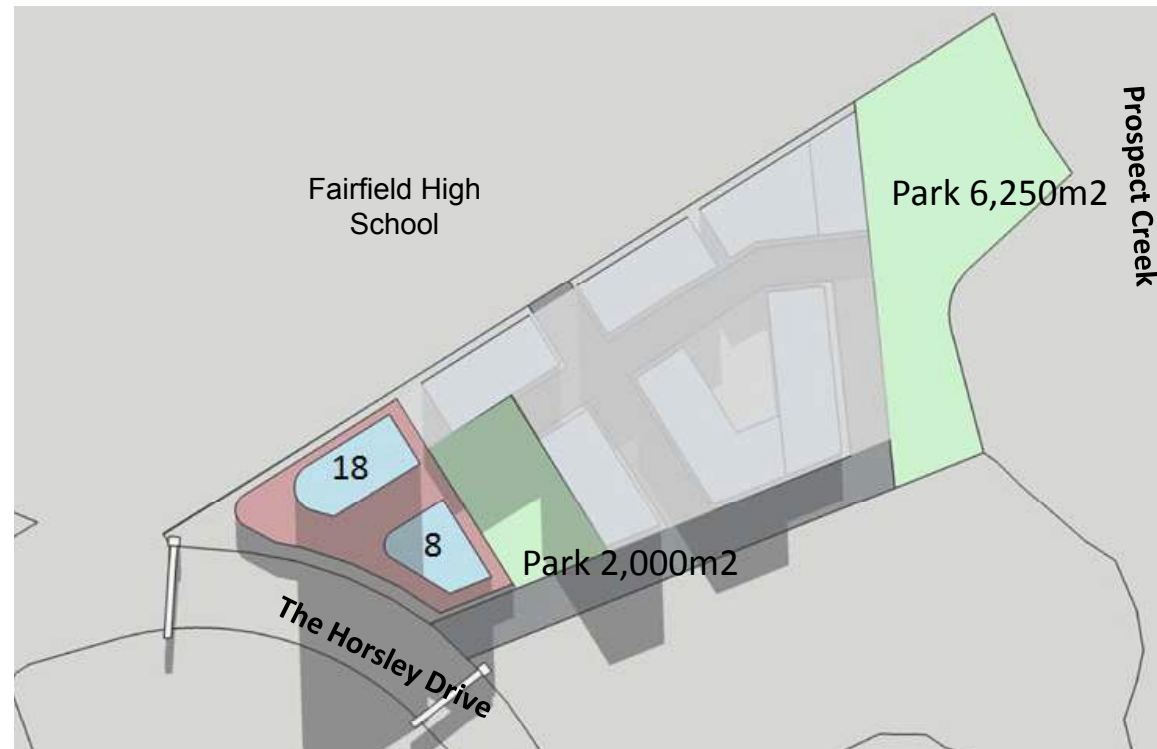 Prospect Creek
Fairfield High
School
Park 6,250m2
18
8
Park 2,000m2
The Horsley Drive